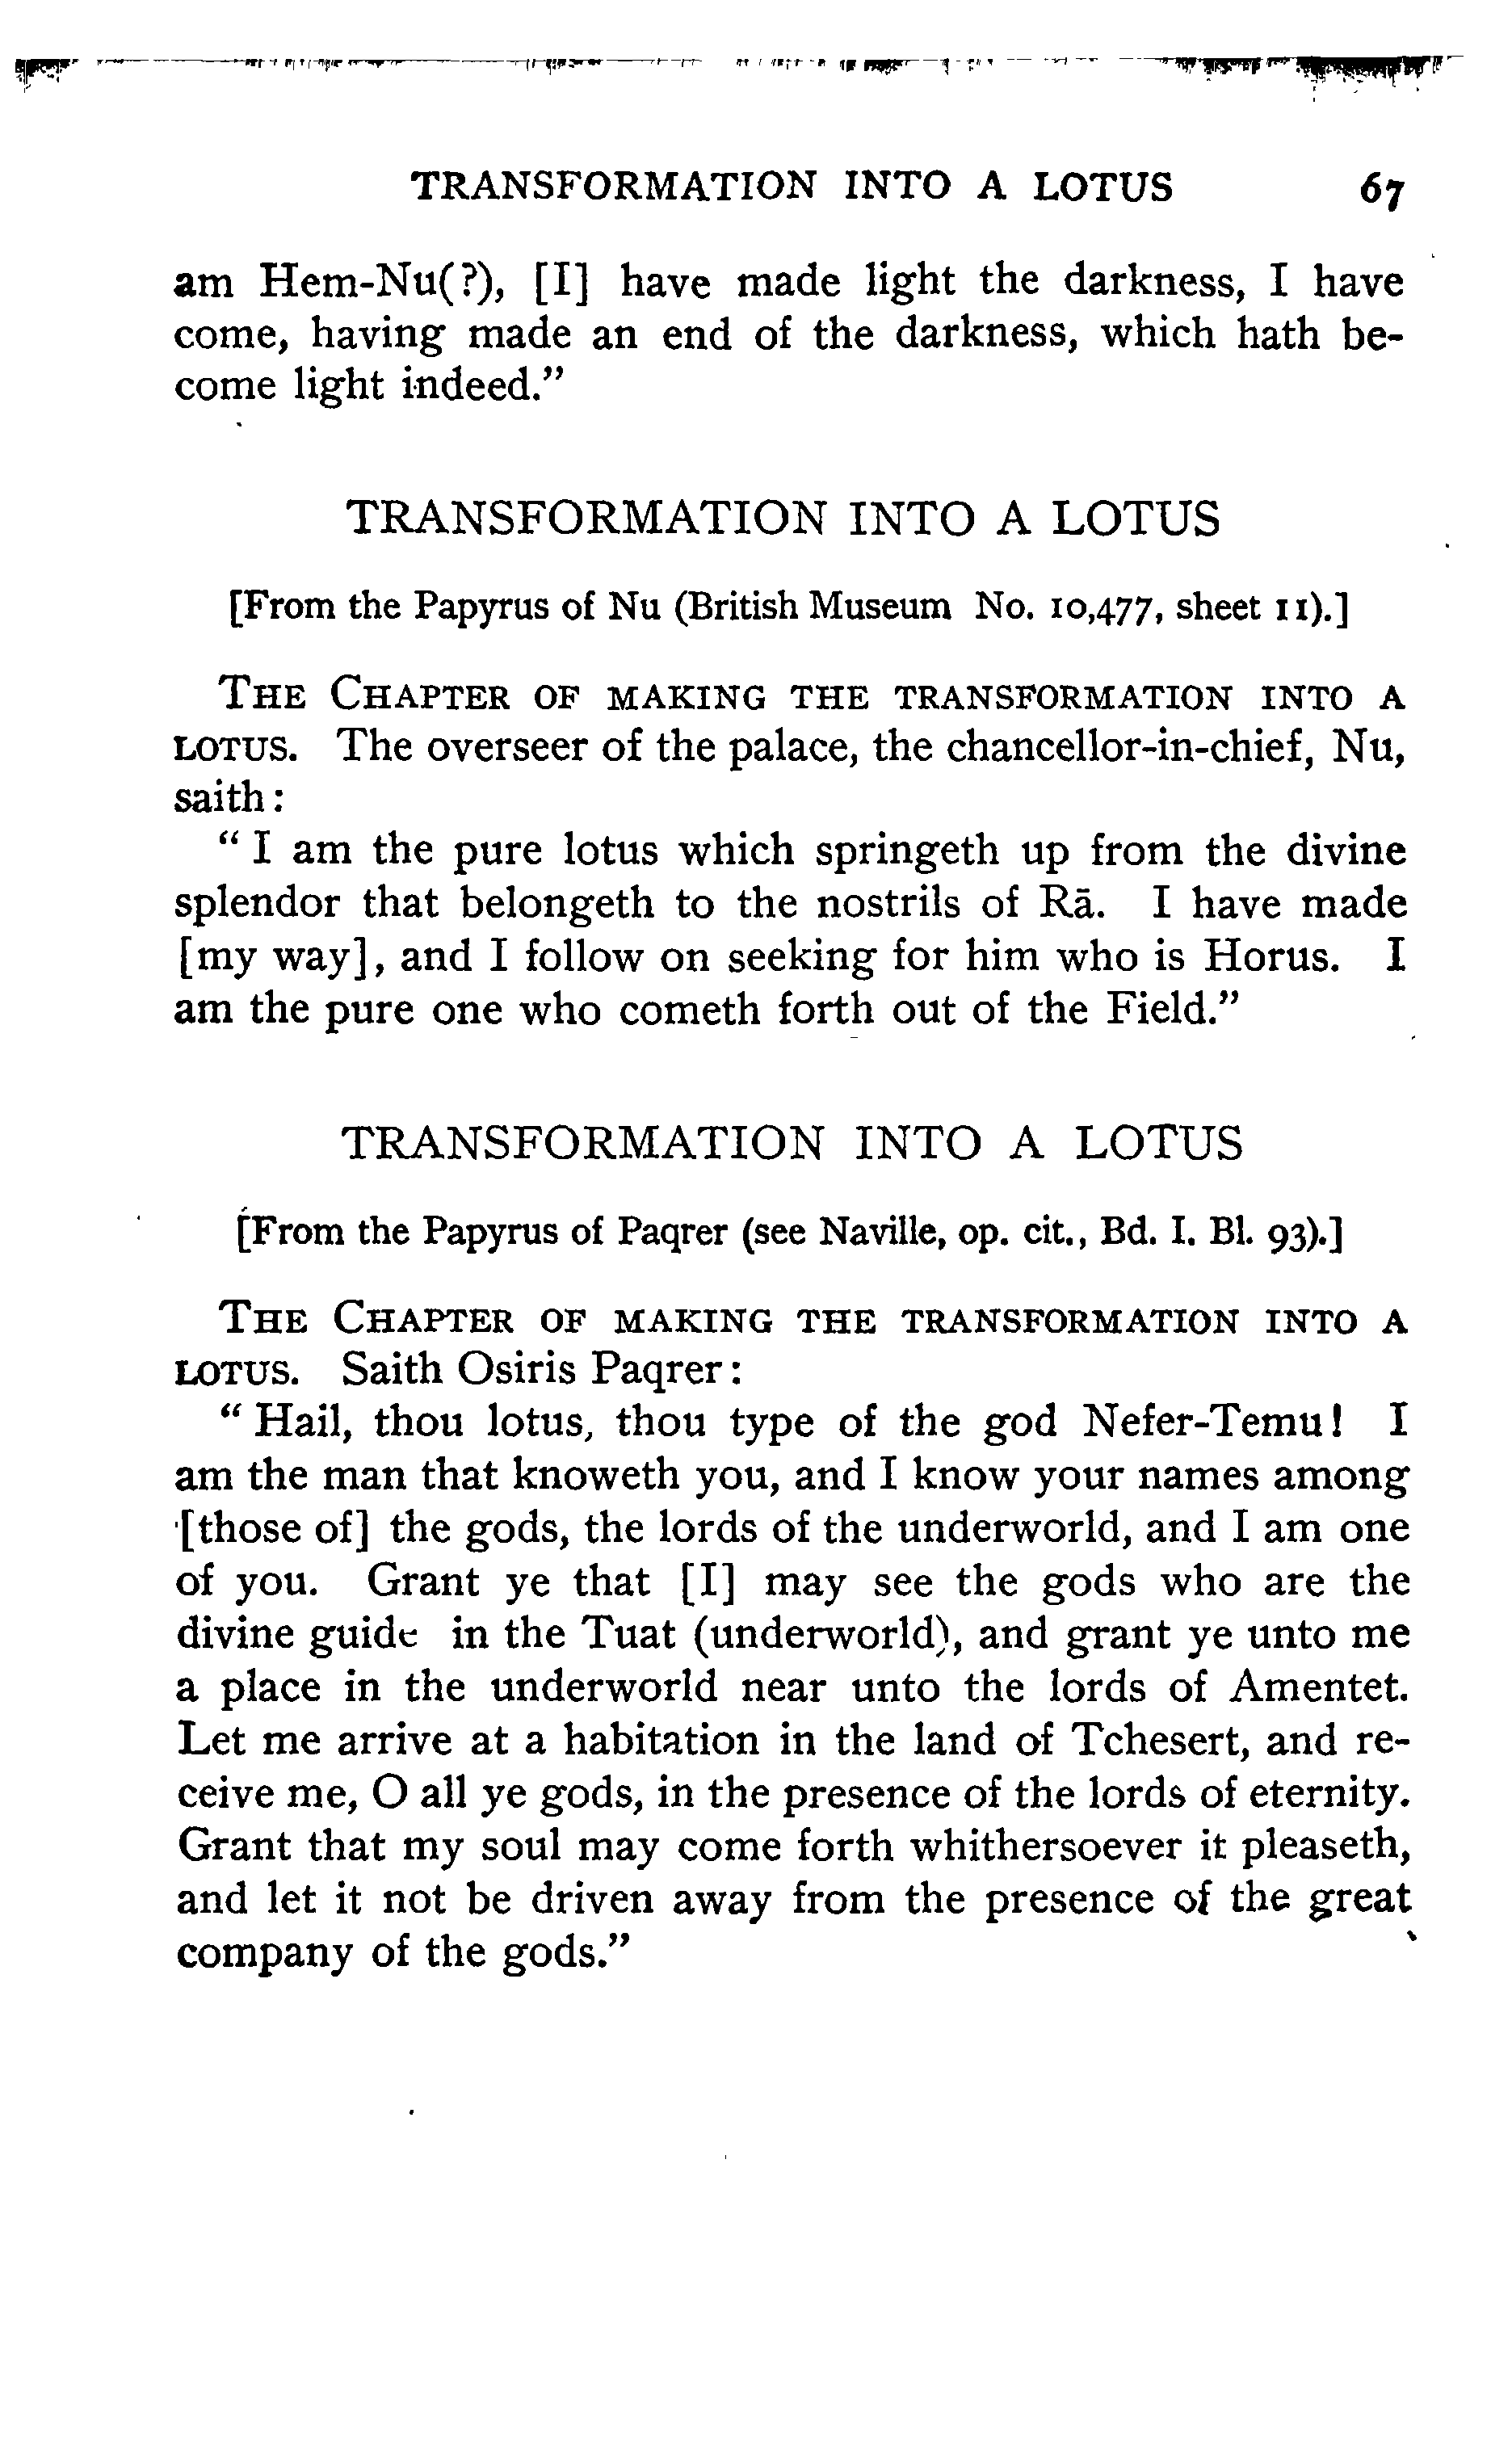 TRANSFORMATION INTO A LOTUS 67
am Hem-Nu(?), [I] have made light the darkness, I have
come, having made an end of the darkness, which hath be-
come light indeed.”
TRANSFORMATION INTO A LOTUS
[From the Papyrus of Nu (British Museum No. 10,477, sheet 11).]
THE CHAPTER OF MAKING THE TRANSFORMATION INTO A
LOTUS. The overseer of the palace, the chancellor-in-chief, Nu,
saith:
“I am the pure lotus which springeth up from the divine
splendor that belongeth to the nostrils of Rā. I have made
[my way], and I follow on seeking for him who is Horus. I
am the pure one who cometh forth out of the Field.”
TRANSFORMATION INTO A LOTUS
[From the Papyrus of Paqrer (see Naville, op. cit., Bd. I. Bl. 93).]
THE CHAPTER OF MAKING THE TRANSFORMATION INTO A
LOTUS. Saith Osiris Paqrer:
“Hail, thou lotus, thou type of the god Nefer-Temu! I
am the man that knoweth you, and I know your names among
[those of] the gods, the lords of the underworld, and I am one
of you. Grant ye that [I] may see the gods who are the
divine guide in the Tuat (underworld), and grant ye unto me
a place in the underworld near unto the lords of Amentet.
Let me arrive at a habitation in the land of Tchesert, and re-
ceive me, O all ye gods, in the presence of the lords of eternity.
Grant that my soul may come forth whithersoever it pleaseth,
and let it not be driven away from the presence of the great
company of the gods.”